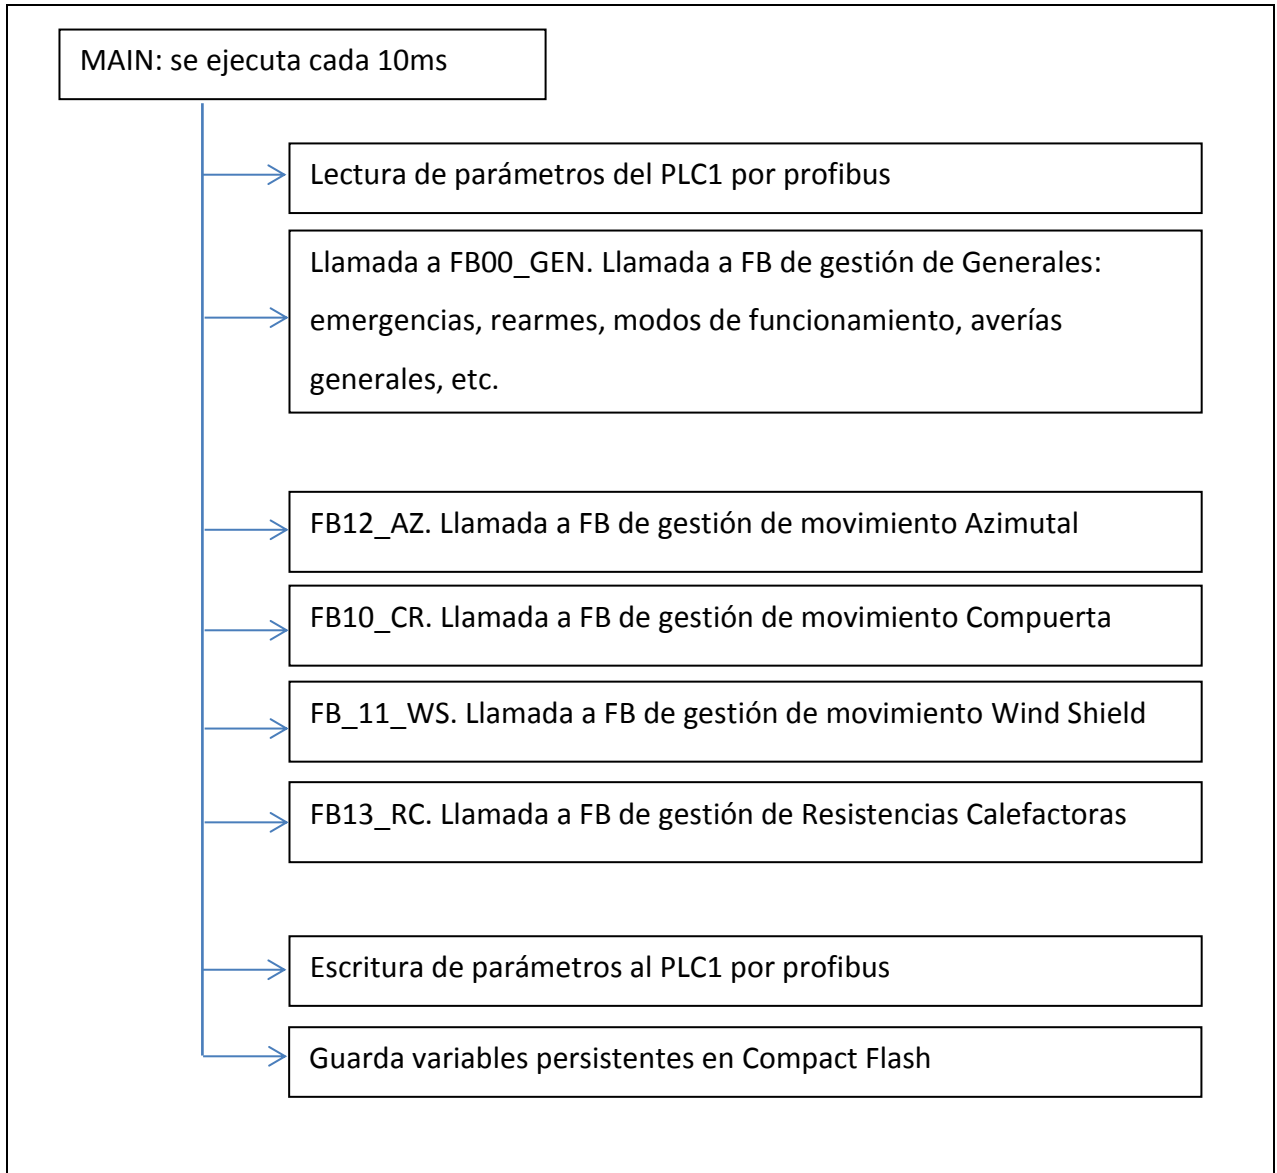 MAIN: se ejecuta cada 10ms
Lectura de parámetros del PLC1 por profibus
Llamada a FB00_GEN. Llamada a FB de gestión de Generales:
emergencias, rearmes, modos de funcionamiento, averías
generales, etc.
FB12_AZ. Llamada a FB de gestión de movimiento Azimutal
FB10_CR. Llamada a FB de gestión de movimiento Compuerta
FB_11_WS. Llamada a FB de gestión de movimiento Wind Shield
FB13_RC. Llamada a FB de gestión de Resistencias Calefactoras
Escritura de parámetros al PLC1 por profibus
Guarda variables persistentes en Compact Flash